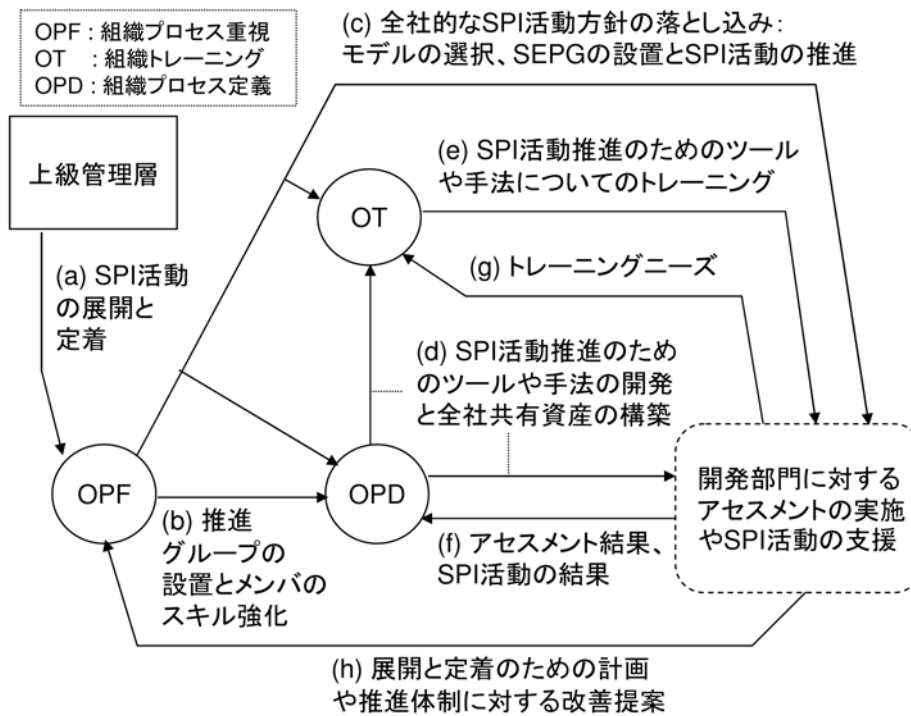 OPF : 組織プロセス重視
OT : 組織トレーニング
OPD : 組織プロセス定義
(c) 全社的なSPI活動方針の落とし込み:
モデルの選択、SEPGの設置とSPI活動の推進
上級管理層
(e) SPI活動推進のためのツール
や手法についてのトレーニング
OT
(a) SPI活動
の展開と
定着
(g) トレーニングニーズ
(d) SPI活動推進のため
のツールや手法の開発
と全社共有資産の構築
OPF
OPD
開発部門に対する
アセスメントの実施
やSPI活動の支援
(b) 推進
グループの
設置とメンバの
スキル強化
(f) アセスメント結果、
SPI活動の結果
(h) 展開と定着のための計画
や推進体制に対する改善提案